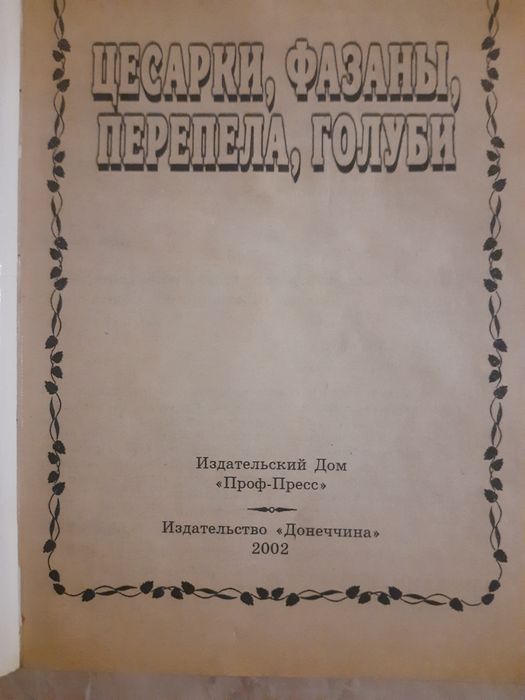 ЦЕСАРКИ, ФАЗАНЫ,
ПЕРЕПЕЛА, ГОЛУБИ
Издательский Дом
«Проф-Пресс»
Издательство «Донеччина»
2002